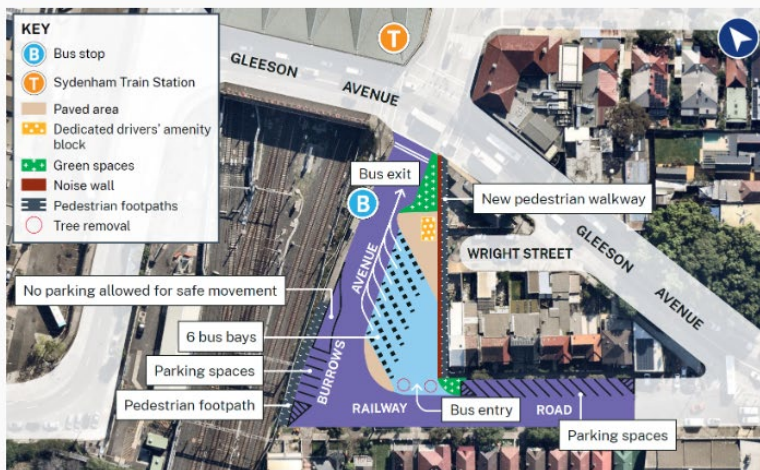 KEY
B Bus stop
T Sydenham Train Station
Paved area
Dedicated drivers' amenity
block
Green spaces
Noise wall
Pedestrian footpaths
Tree removal
T
GLEESON AVENUE
Bus exit
B
New pedestrian walkway
WRIGHT STREET
GLEESON AVENUE
No parking allowed for safe movement
BURROWS AVENUE
6 bus bays
Parking spaces
Pedestrian footpath
RAILWAY ROAD
Bus entry
Parking spaces